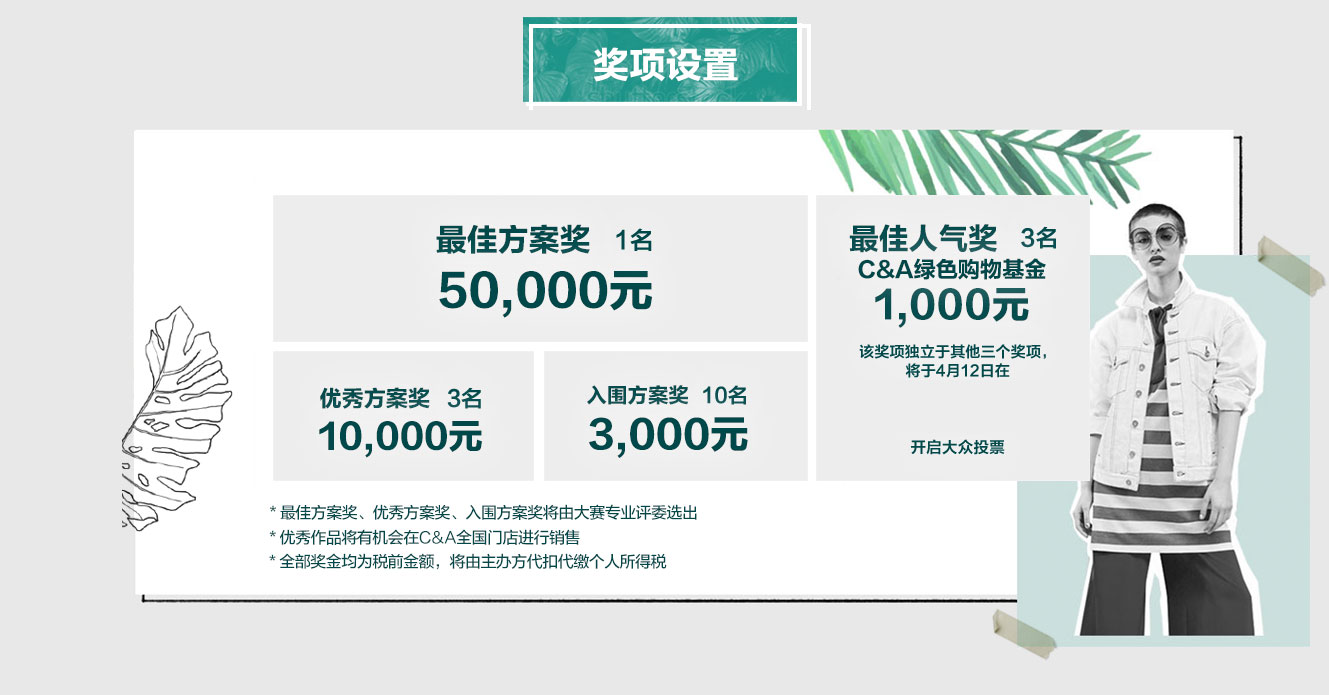 奖项设置
最佳方案奖 1名
50,000元
最佳人气奖 3名
C&A绿色购物基金
1,000元
该奖项独立于其他三个奖项，
将于4月12日在
开启大众投票
优秀方案奖 3名
10,000元
入围方案奖 10名
3,000元
* 最佳方案奖、优秀方案奖、入围方案奖将由大赛专业评委选出
* 优秀作品将有机会在C&A全国门店进行销售
* 全部奖金均为税前金额，将由主办方代扣代缴个人所得税